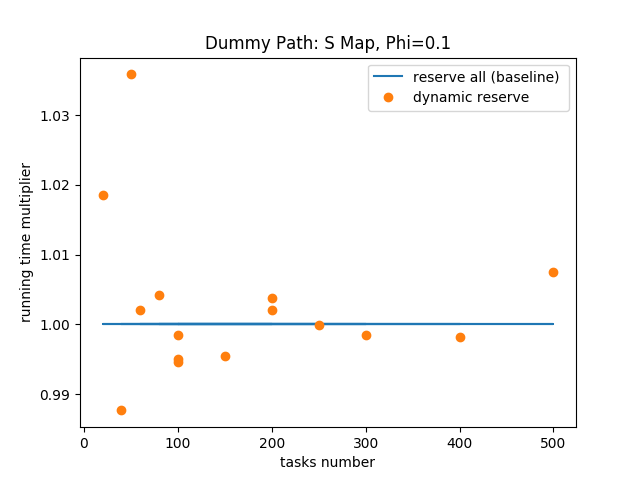 Dummy Path: S Map, Phi=0.1
reserve all (baseline)
dynamic reserve
running time multiplier
1.03
1.02
1.01
1.00
0.99
0
100
200
300
400
500
tasks number